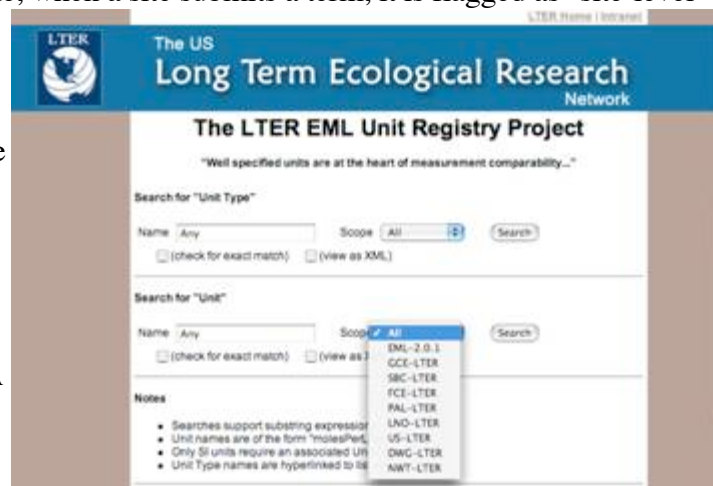 e, when a site submits a term, it is flagged as "site-level"
LTER Home | Intranet
LTER
The US
Long Term Ecological Research
Network
e
The LTER EML Unit Registry Project
"Well specified units are at the heart of measurement comparability..."
Search for "Unit Type"
Name Any Scope All Search
(check for exact match) (view as XML)
Search for "Unit"
Name Any Scope ✓ All Search
(check for exact match) (view as
EML-2.0.1
GCE-LTER
SBC-LTER
FCE-LTER
PAL-LTER
LNO-LTER
US-LTER
DWG-LTER
NWT-LTER
Notes
• Searches support substring expression
• Unit names are of the form "molesPerL
• Only SI units require an associated Un
• Unit Type names are hyperlinked to lis